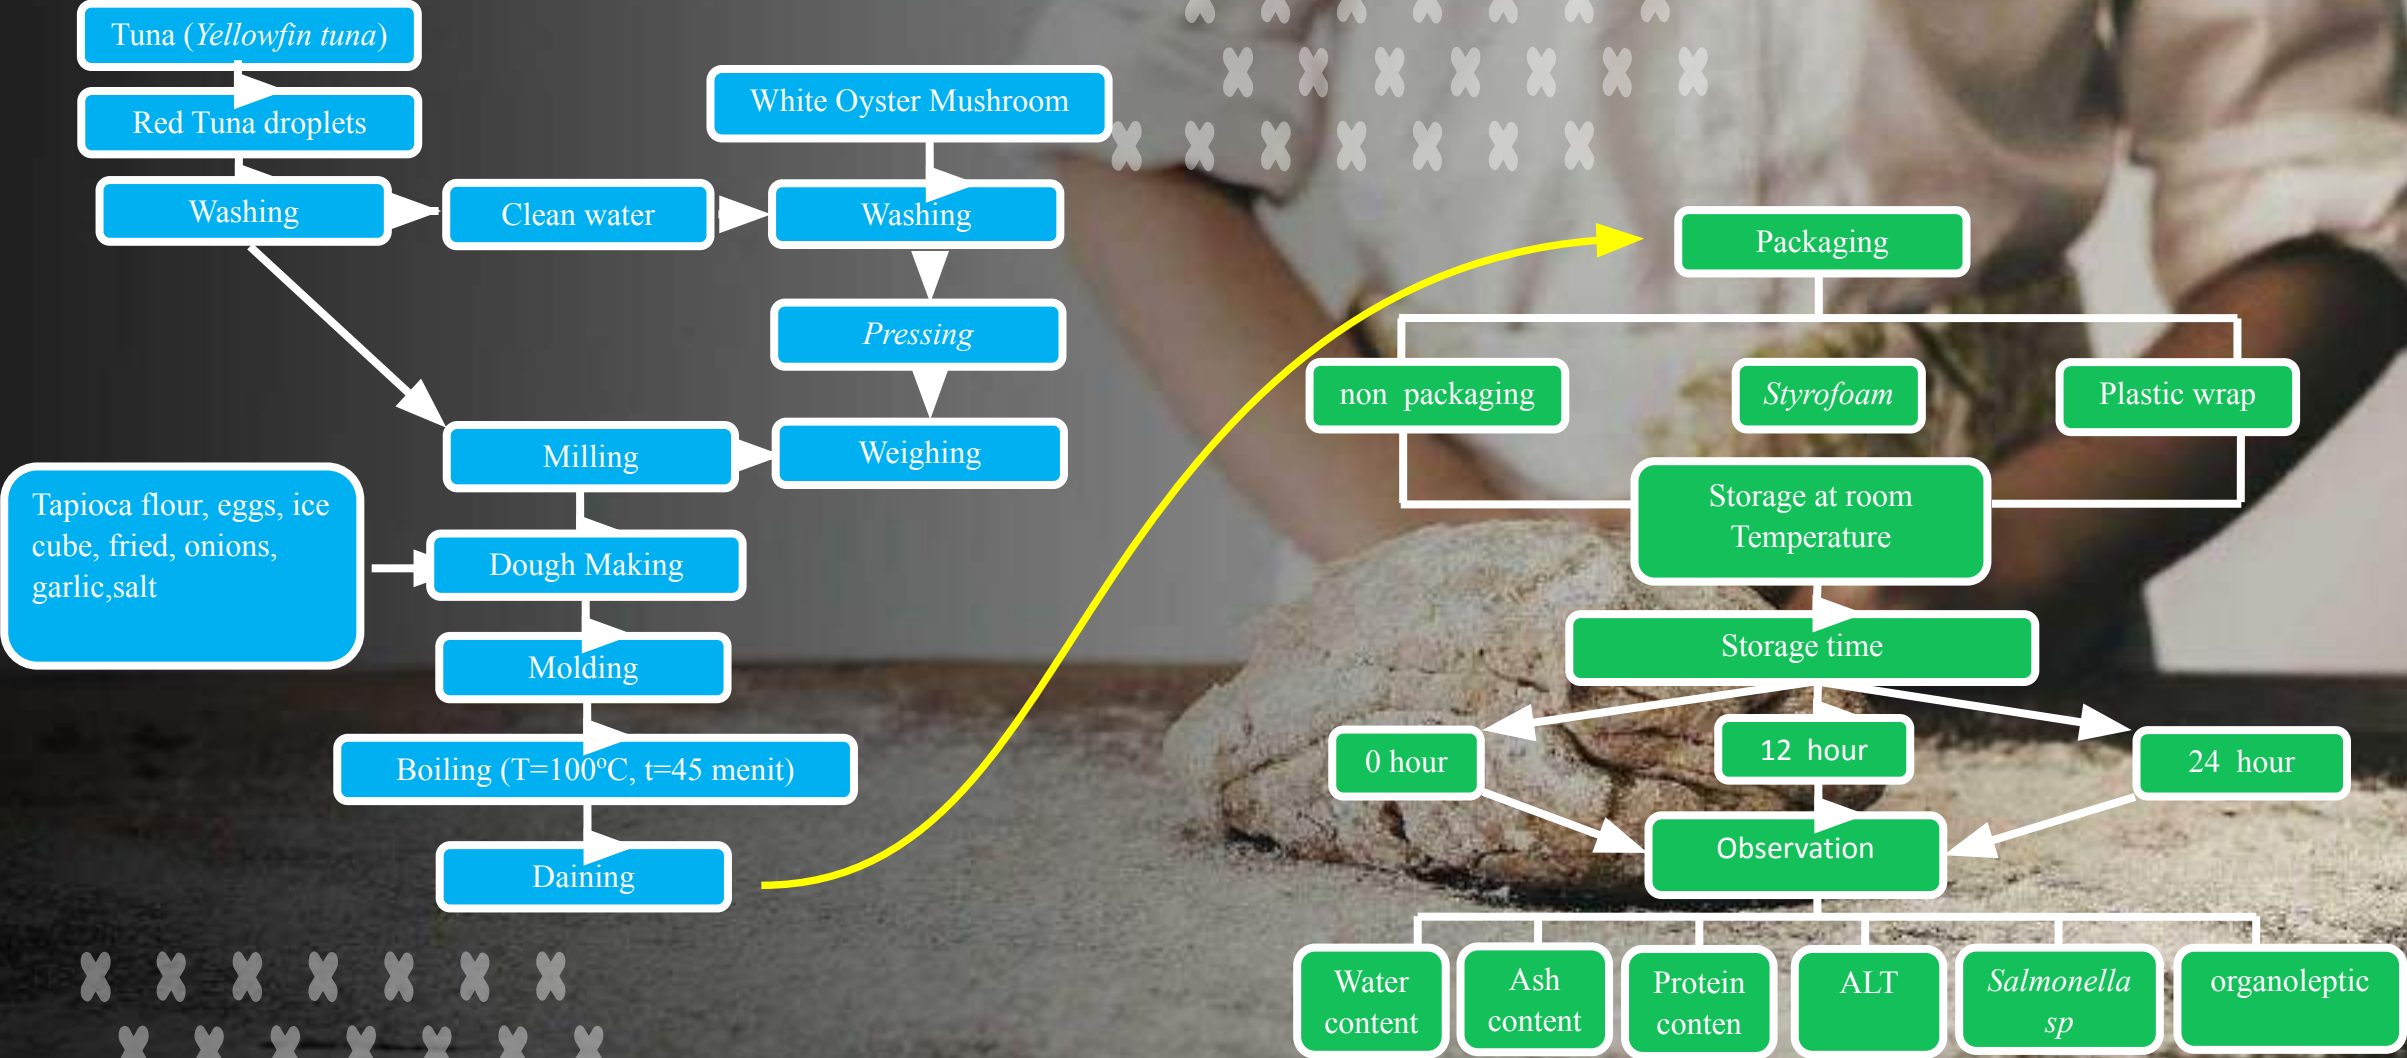 Tuna (Yellowfin tuna)
Red Tuna droplets
Washing
Clean water
White Oyster Mushroom
Washing
Pressing
Weighing
Milling
Tapioca flour, eggs, ice
cube, fried, onions,
garlic,salt
Dough Making
Molding
Boiling (T=100ºC, t=45 menit)
Daining
Packaging
non packaging
Styrofoam
Plastic wrap
Storage at room
Temperature
Storage time
0 hour
12 hour
24 hour
Observation
Water
content
Ash
content
Protein
conten
ALT
Salmonella
sp
organoleptic